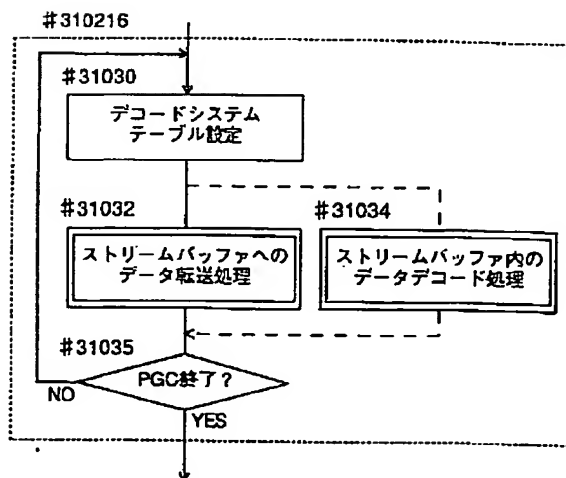 #310216
#31030
デコードシステム
テーブル設定
#31032
#31034
ストリームバッファへの
データ転送処理
ストリームバッファ内の
データデコード処理
#31035
PGC終了?
NO
YES